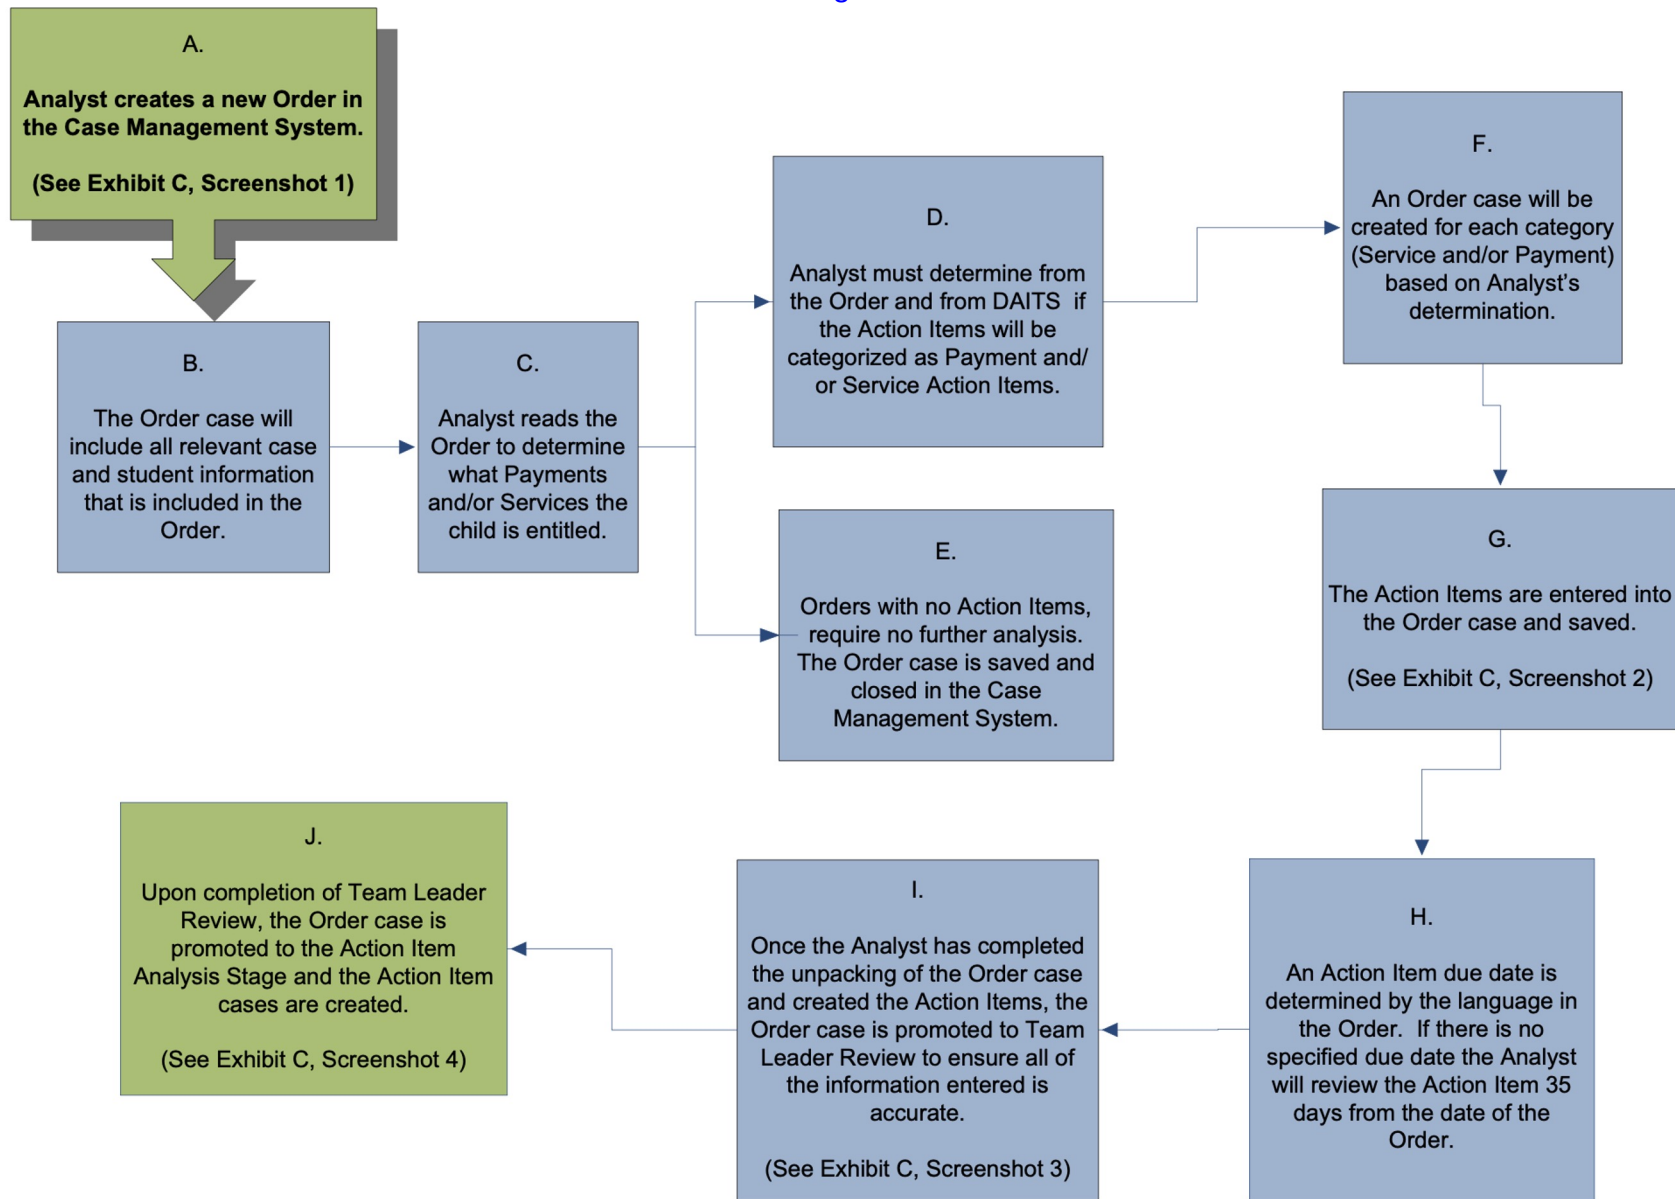 A.
Analyst creates a new Order in
the Case Management System.
(See Exhibit C, Screenshot 1)
B.
The Order case will
include all relevant case
and student information
that is included in the
Order.
C.
Analyst reads the
Order to determine
what Payments
and/or Services the
child is entitled.
D.
Analyst must determine from
the Order and from DAITS if
the Action Items will be
categorized as Payment and/
or Service Action Items.
E.
Orders with no Action Items,
require no further analysis.
The Order case is saved and
closed in the Case
Management System.
F.
An Order case will be
created for each category
(Service and/or Payment)
based on Analyst’s
determination.
G.
The Action Items are entered into
the Order case and saved.
(See Exhibit C, Screenshot 2)
H.
An Action Item due date is
determined by the language in
the Order. If there is no
specified due date the Analyst
will review the Action Item 35
days from the date of the
Order.
I.
Once the Analyst has completed
the unpacking of the Order case
and created the Action Items, the
Order case is promoted to Team
Leader Review to ensure all of
the information entered is
accurate.
(See Exhibit C, Screenshot 3)
J.
Upon completion of Team Leader
Review, the Order case is
promoted to the Action Item
Analysis Stage and the Action Item
cases are created.
(See Exhibit C, Screenshot 4)